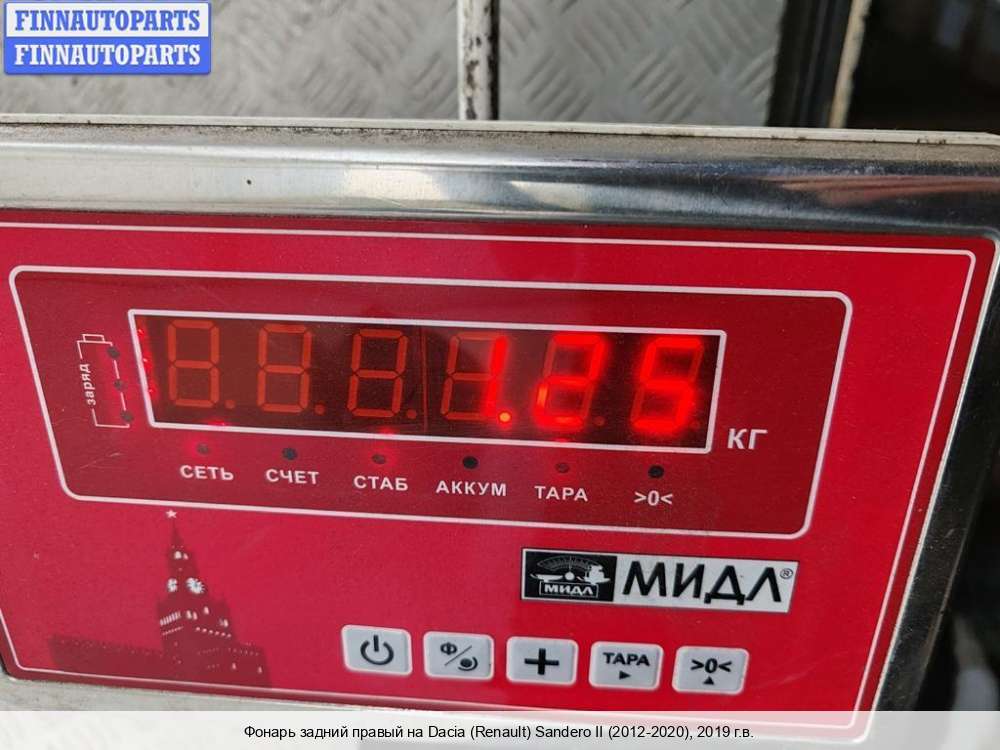 FINNAUTOPARTS
FINNAUTOPARTS
заряд
1.25
КГ
СЕТЬ СЧЕТ СТАБ АККУМ ТАРА >0<
МИДЛ МИДЛ®
Ф ТАРА >0<
Фонарь задний правый на Dacia (Renault) Sandero II (2012-2020), 2019 г.в.